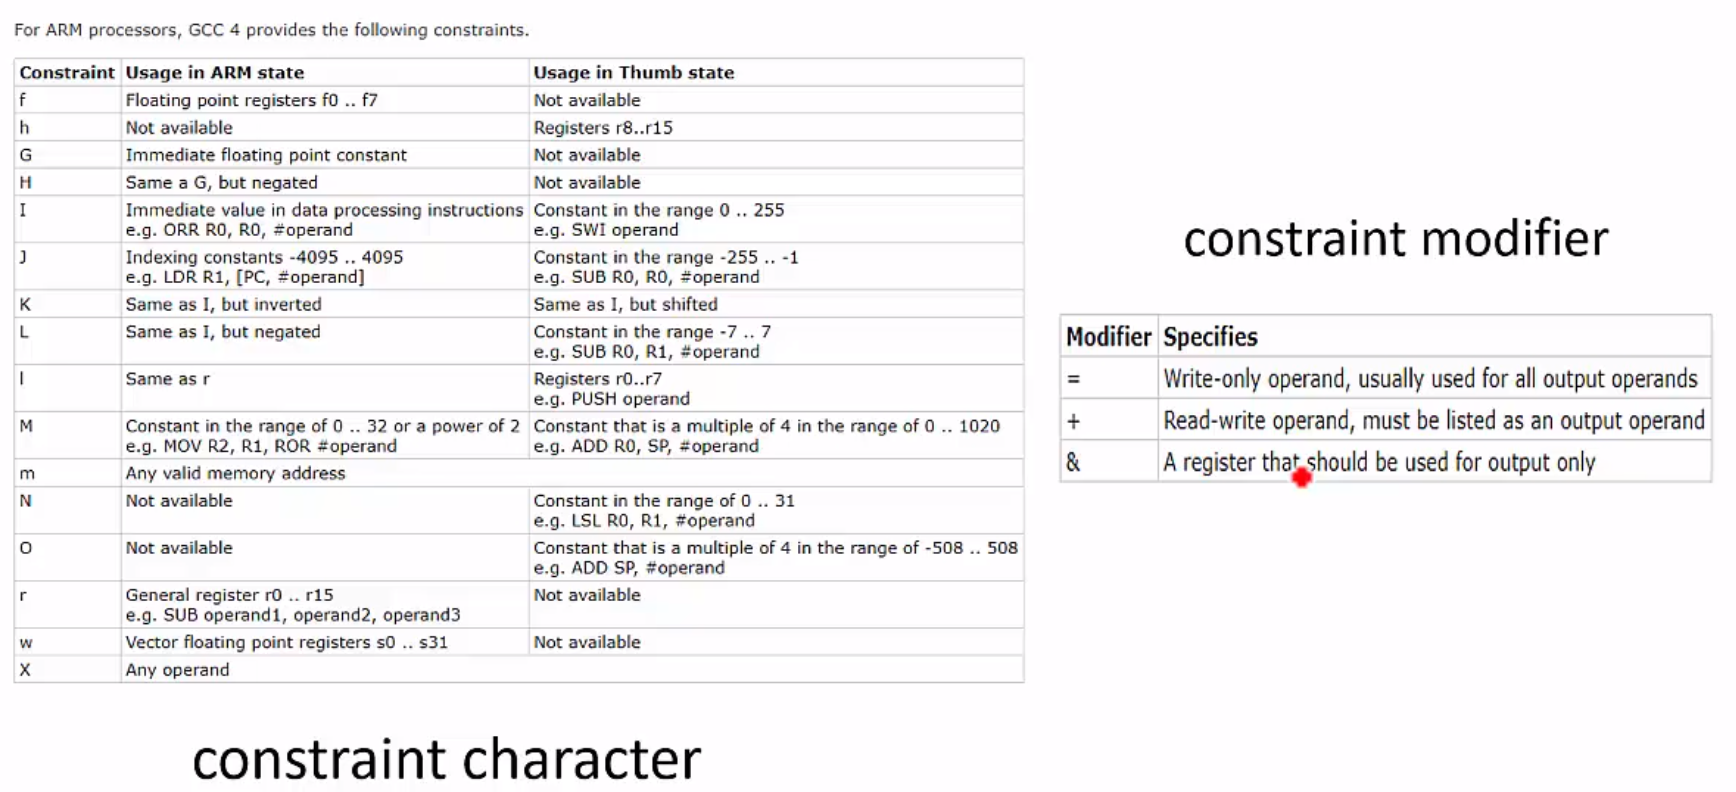 For ARM processors, GCC 4 provides the following constraints.
Constraint Usage in ARM state Usage in Thumb state
f Floating point registers f0 .. f7 Not available
h Not available Registers r8..r15
G Immediate floating point constant Not available
H Same a G, but negated Not available
I Immediate value in data processing instructions Constant in the range 0 .. 255
e.g. ORR R0, R0, #operand e.g. SWI operand
J Indexing constants -4095 .. 4095 Constant in the range -255 .. -1
e.g. LDR R1, [PC, #operand] e.g. SUB R0, R0, #operand
K Same as I, but inverted Same as I, but shifted
L Same as I, but negated Constant in the range -7 .. 7
e.g. SUB R0, R1, #operand
l Same as r Registers r0..r7
e.g. PUSH operand
M Constant in the range of 0 .. 32 or a power of 2 Constant that is a multiple of 4 in the range of 0 .. 1020
e.g. MOV R2, R1, ROR #operand e.g. ADD R0, SP, #operand
m Any valid memory address
N Not available Constant in the range of 0 .. 31
e.g. LSL R0, R1, #operand
O Not available Constant that is a multiple of 4 in the range of -508 .. 508
e.g. ADD SP, #operand
r General register r0 .. r15 Not available
e.g. SUB operand1, operand2, operand3
w Vector floating point registers s0 .. s31 Not available
X Any operand
constraint character
constraint modifier
Modifier Specifies
= Write-only operand, usually used for all output operands
+ Read-write operand, must be listed as an output operand
& A register that should be used for output only